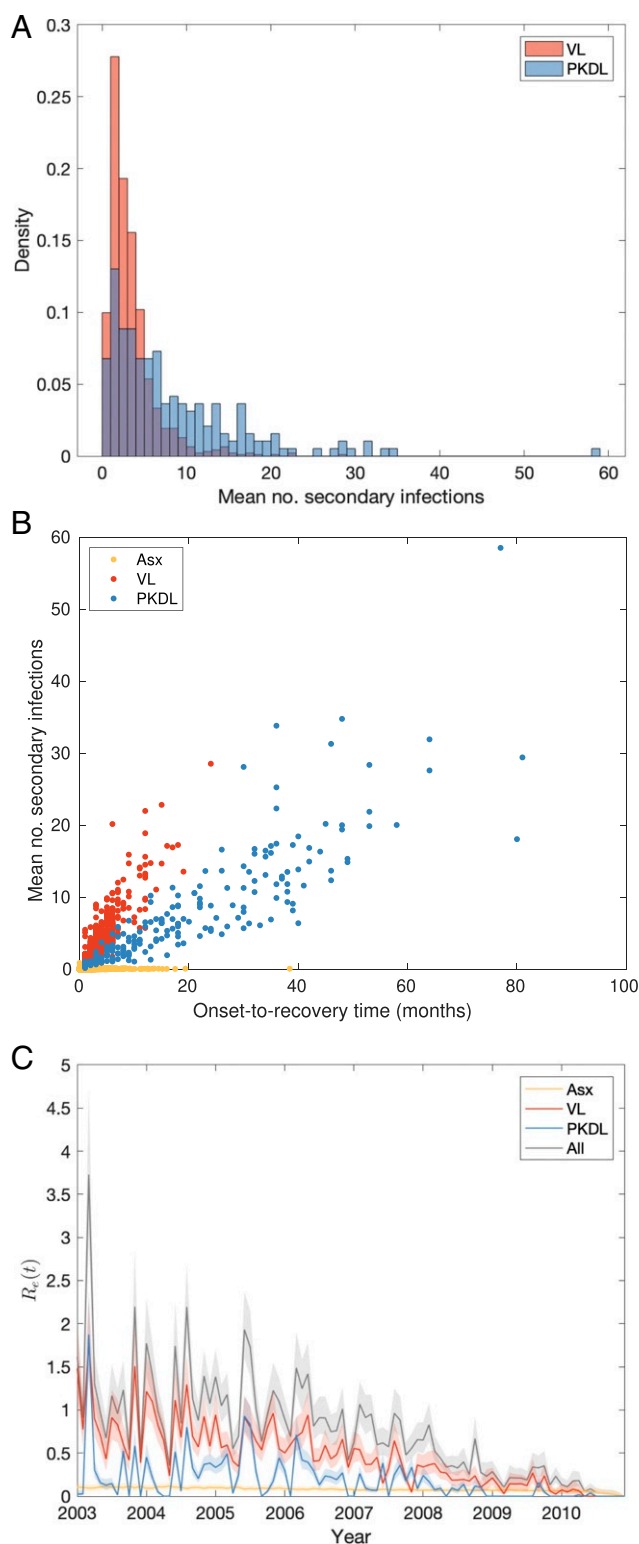 A
0.3
0.25
0.2
0.15
0.1
0.05
0
Density
VL
PKDL
0 10 20 30 40 50 60
Mean no. secondary infections
B
60
50
40
30
20
10
0
Mean no. secondary infections
Asx
VL
PKDL
0 20 40 60 80 100
Onset-to-recovery time (months)
C
5
4.5
4
3.5
3
2.5
2
1.5
1
0.5
0
Re(t)
Asx
VL
PKDL
All
2003 2004 2005 2006 2007 2008 2009 2010
Year